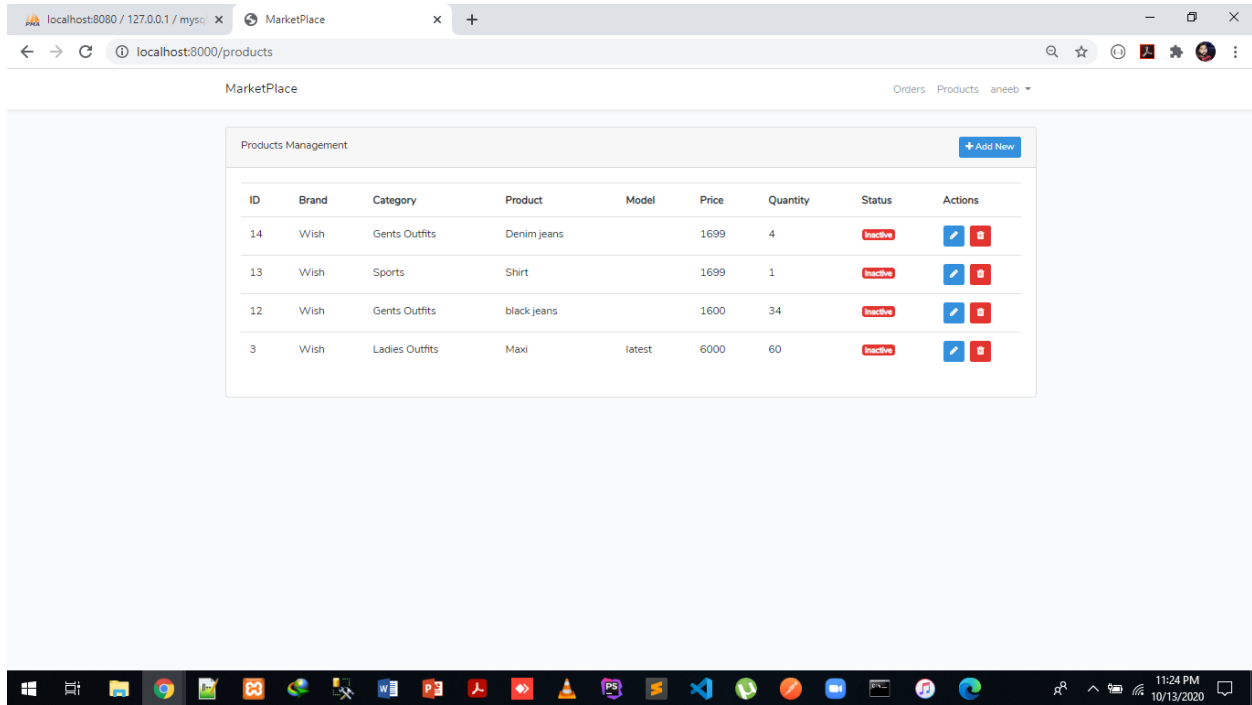 localhost:8080 / 127.0.0.1 / mysq
MarketPlace
localhost:8000/products
MarketPlace
Orders Products aneeb
Products Management
+ Add New
ID Brand Category Product Model Price Quantity Status Actions
14 Wish Gents Outfits Denim jeans 1699 4 Inactive
13 Wish Sports Shirt 1699 1 Inactive
12 Wish Gents Outfits black jeans 1600 34 Inactive
3 Wish Ladies Outfits Maxi latest 6000 60 Inactive
11:24 PM
10/13/2020